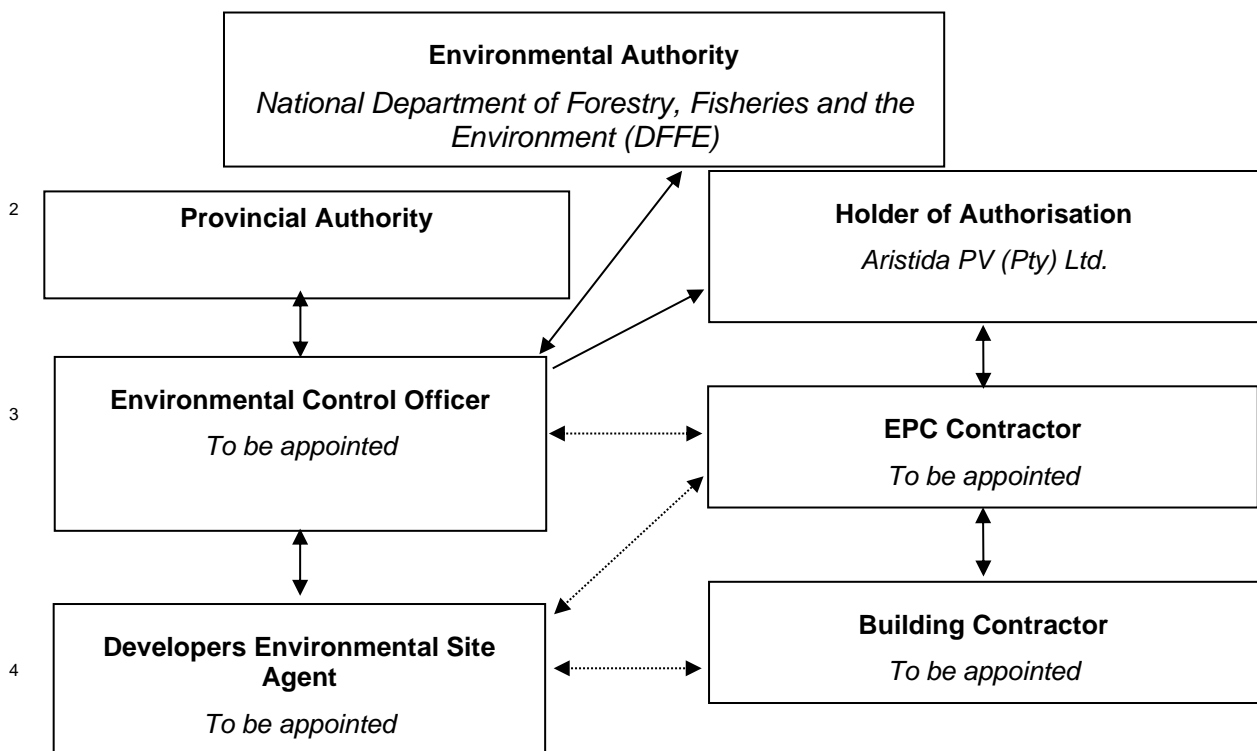 Environmental Authority
National Department of Forestry, Fisheries and the
Environment (DFFE)
2
Provincial Authority
Holder of Authorisation
Aristida PV (Pty) Ltd.
3
Environmental Control Officer
To be appointed
EPC Contractor
To be appointed
4
Developers Environmental Site
Agent
To be appointed
Building Contractor
To be appointed